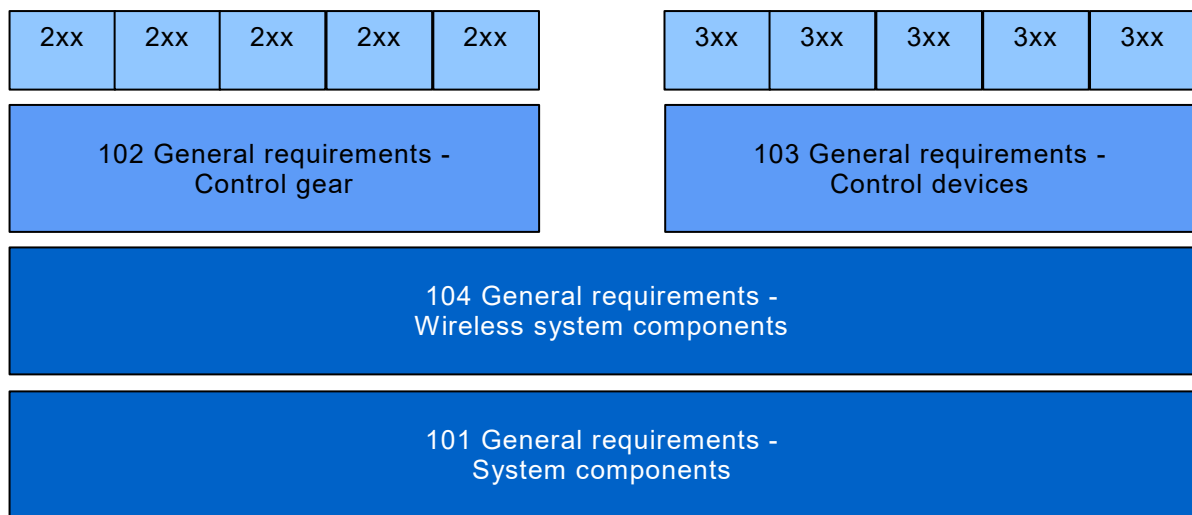 2xx 2xx 2xx 2xx 2xx 3xx 3xx 3xx 3xx 3xx
102 General requirements -
Control gear
103 General requirements -
Control devices
104 General requirements -
Wireless system components
101 General requirements -
System components